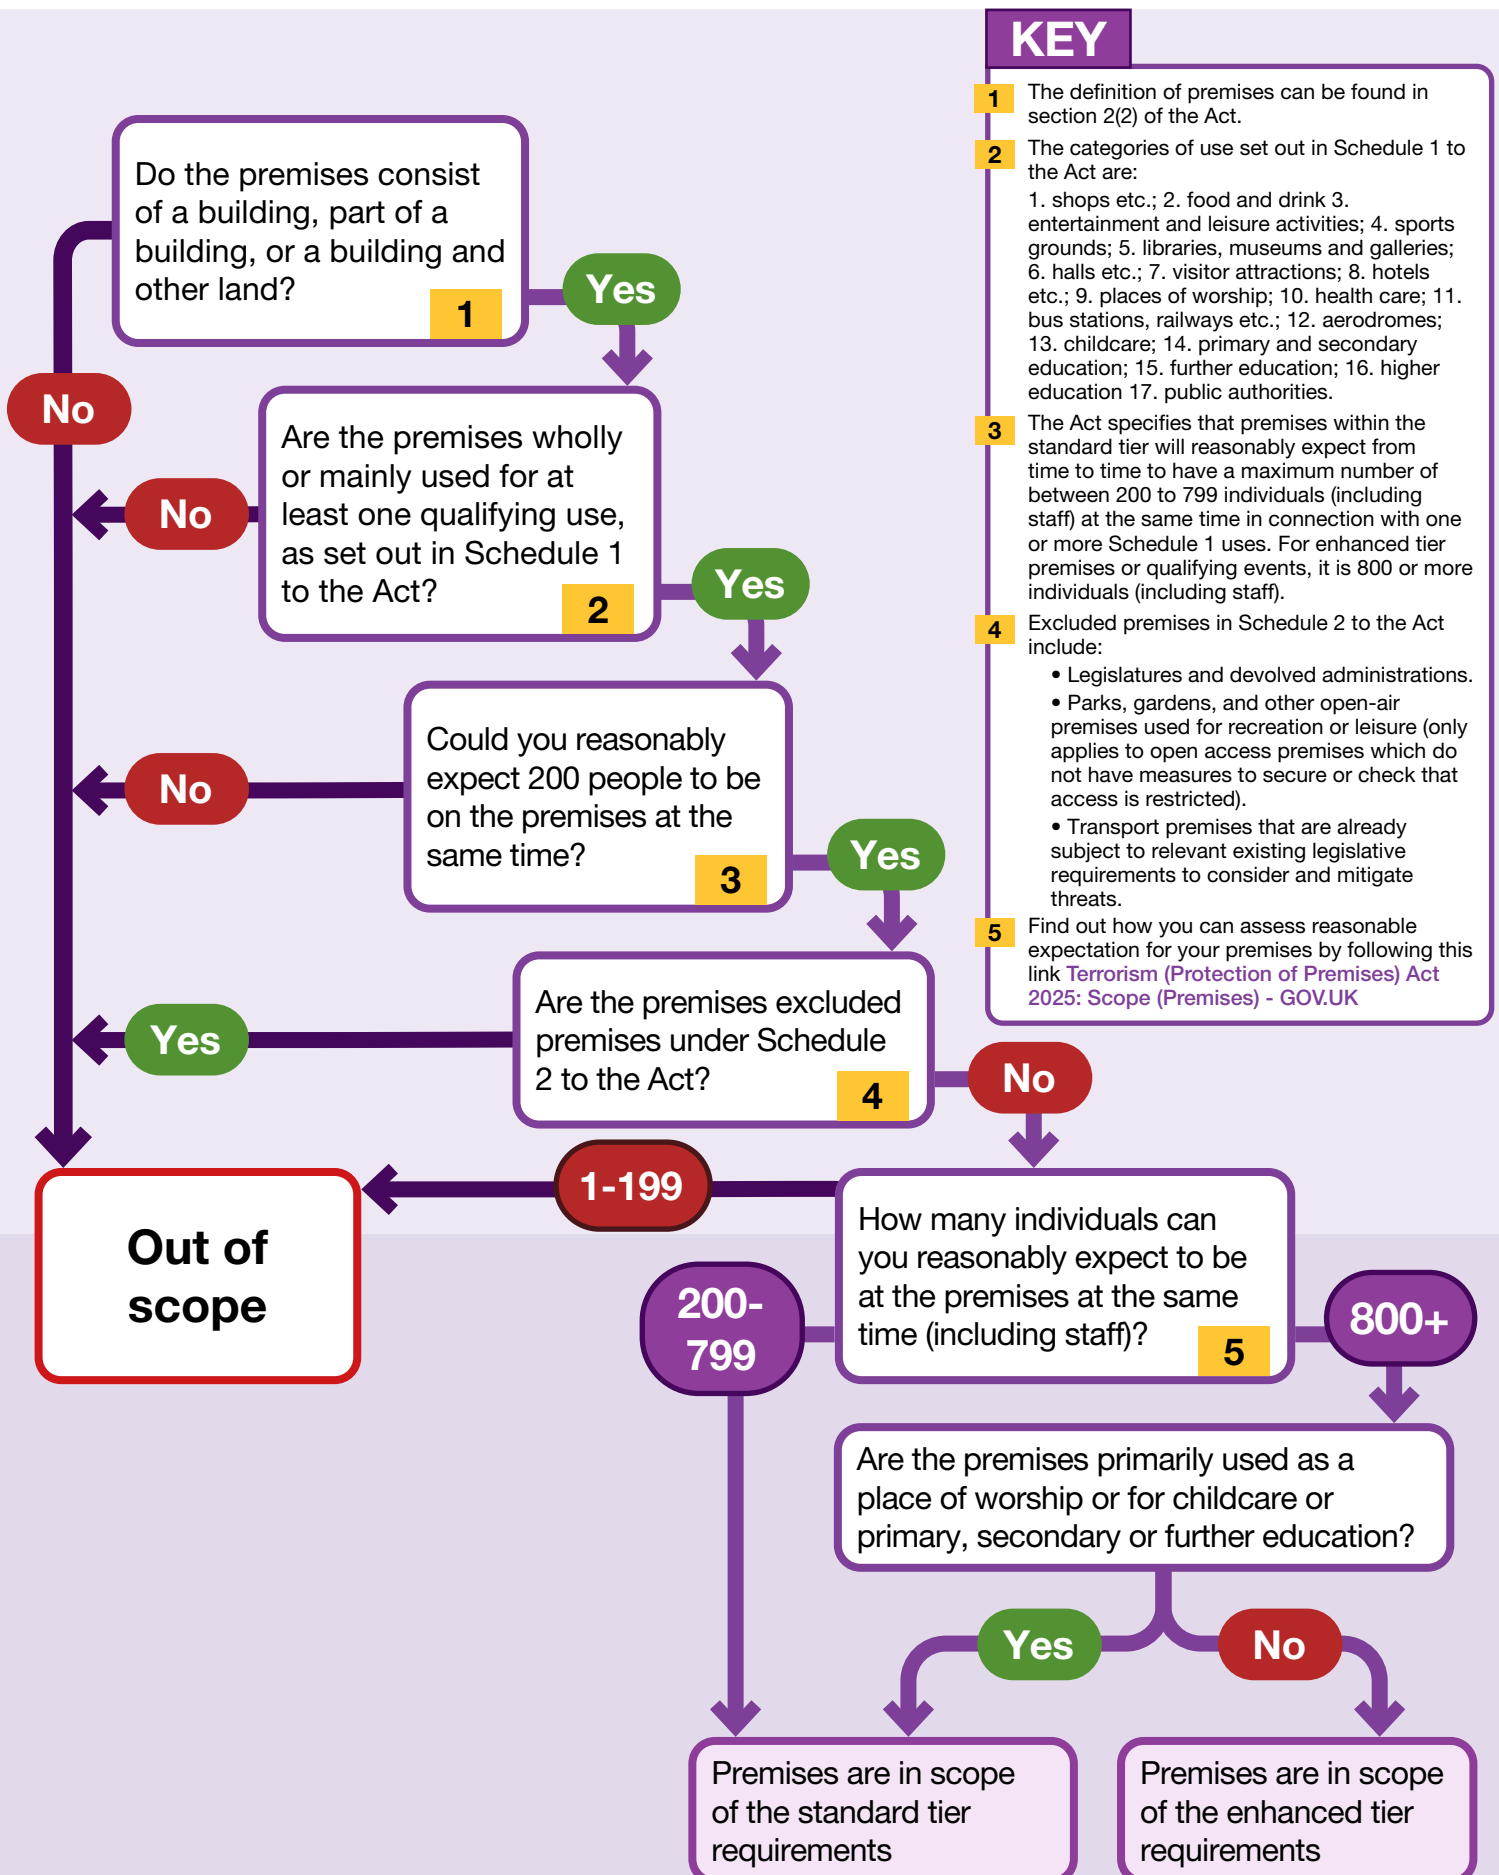 Do the premises consist
of a building, part of a
building, or a building and
other land?
1
Yes
No
Are the premises wholly
or mainly used for at
least one qualifying use,
as set out in Schedule 1
to the Act?
2
No
Yes
Could you reasonably
expect 200 people to be
on the premises at the
same time?
3
No
Yes
Are the premises excluded
premises under Schedule
2 to the Act?
4
Yes
No
How many individuals can
you reasonably expect to be
at the premises at the same
time (including staff)?
5
1-199
Out of
scope
200-
799
800+
Are the premises primarily used as a
place of worship or for childcare or
primary, secondary or further education?
Yes
No
Premises are in scope
of the standard tier
requirements
Premises are in scope
of the enhanced tier
requirements
KEY
1 The definition of premises can be found in
section 2(2) of the Act.
2 The categories of use set out in Schedule 1 to
the Act are:
1. shops etc.; 2. food and drink 3.
entertainment and leisure activities; 4. sports
grounds; 5. libraries, museums and galleries;
6. halls etc.; 7. visitor attractions; 8. hotels
etc.; 9. places of worship; 10. health care; 11.
bus stations, railways etc.; 12. aerodromes;
13. childcare; 14. primary and secondary
education; 15. further education; 16. higher
education 17. public authorities.
3 The Act specifies that premises within the
standard tier will reasonably expect from
time to time to have a maximum number of
between 200 to 799 individuals (including
staff) at the same time in connection with one
or more Schedule 1 uses. For enhanced tier
premises or qualifying events, it is 800 or more
individuals (including staff).
4 Excluded premises in Schedule 2 to the Act
include:
• Legislatures and devolved administrations.
• Parks, gardens, and other open-air
premises used for recreation or leisure (only
applies to open access premises which do
not have measures to secure or check that
access is restricted).
• Transport premises that are already
subject to relevant existing legislative
requirements to consider and mitigate
threats.
5 Find out how you can assess reasonable
expectation for your premises by following this
link Terrorism (Protection of Premises) Act
2025: Scope (Premises) - GOV.UK